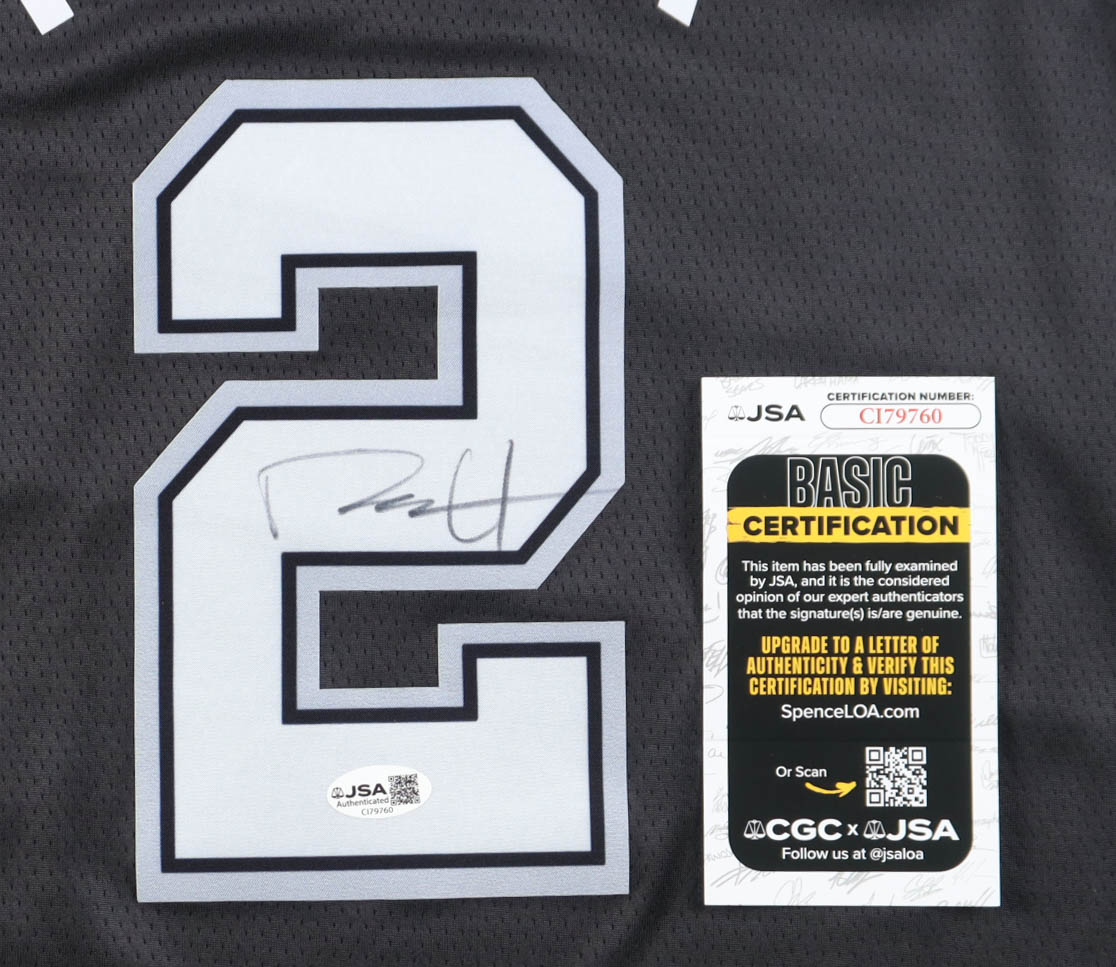 2
JSA
Authenticated
CI79760
JSA
CERTIFICATION NUMBER:
CI79760
BASIC
CERTIFICATION
This item has been fully examined
by JSA, and it is the considered
opinion of our expert authenticators
that the signature(s) is/are genuine.
UPGRADE TO A LETTER OF
AUTHENTICITY & VERIFY THIS
CERTIFICATION BY VISITING:
SpenceLOA.com
Or Scan
CGC x JSA
Follow us at @jsaloa